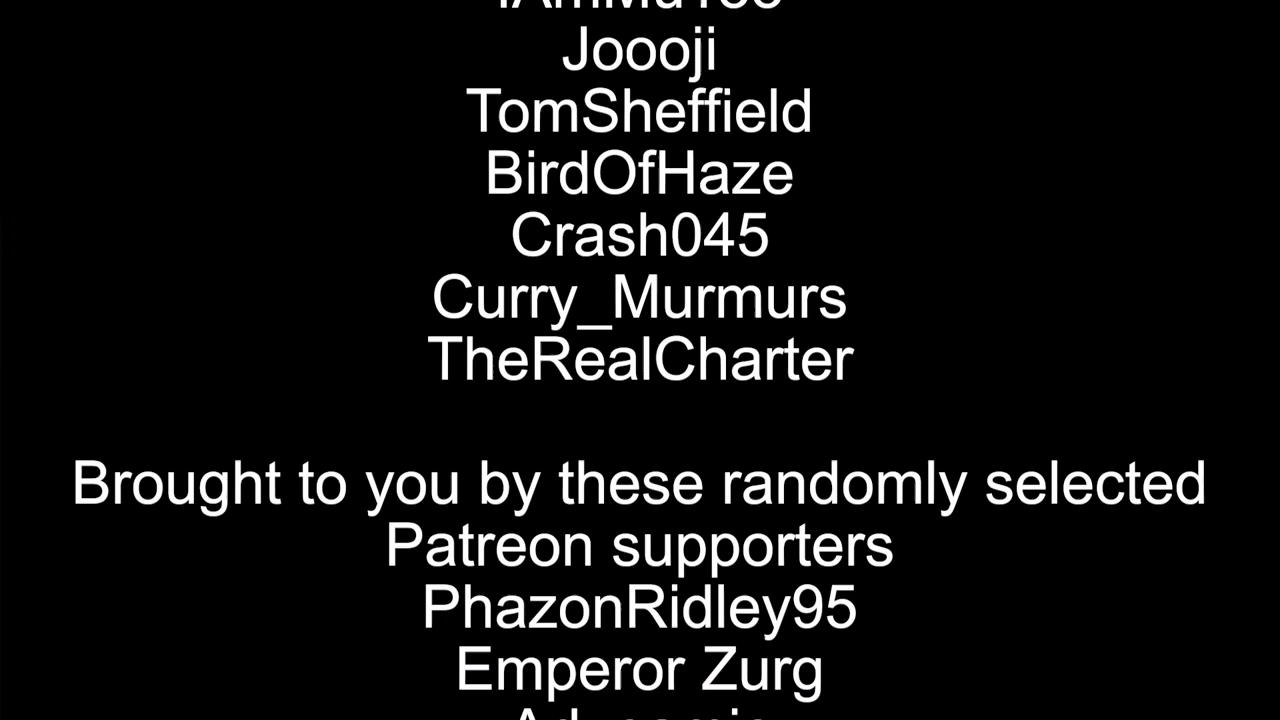 Joooji
TomSheffield
BirdOfHaze
Crash045
Curry_Murmurs
TheRealCharter
Brought to you by these randomly selected
Patreon supporters
PhazonRidley95
Emperor Zurg